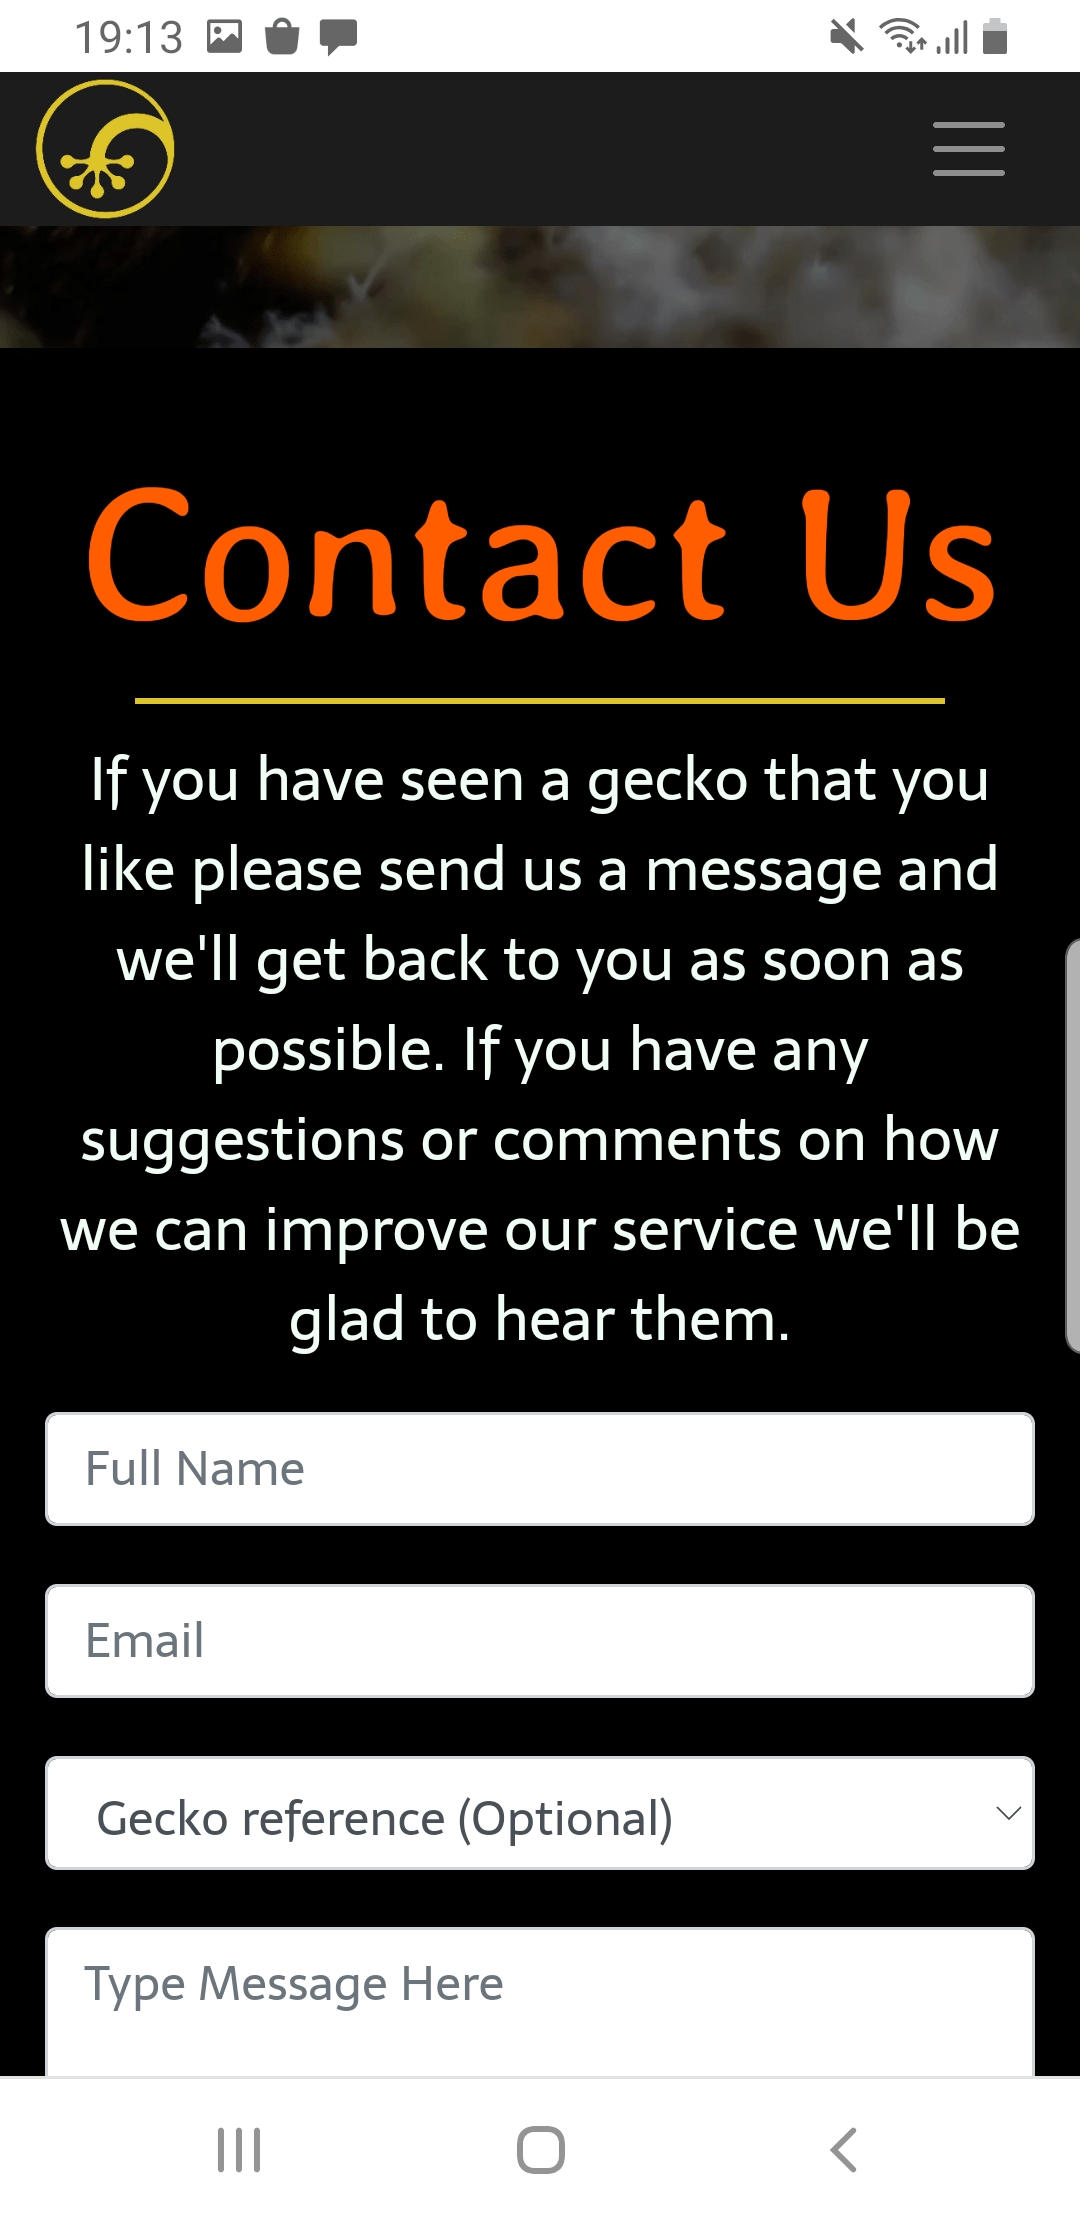 19:13
Contact Us
If you have seen a gecko that you
like please send us a message and
we'll get back to you as soon as
possible. If you have any
suggestions or comments on how
we can improve our service we'll be
glad to hear them.
Full Name
Email
Gecko reference (Optional)
Type Message Here